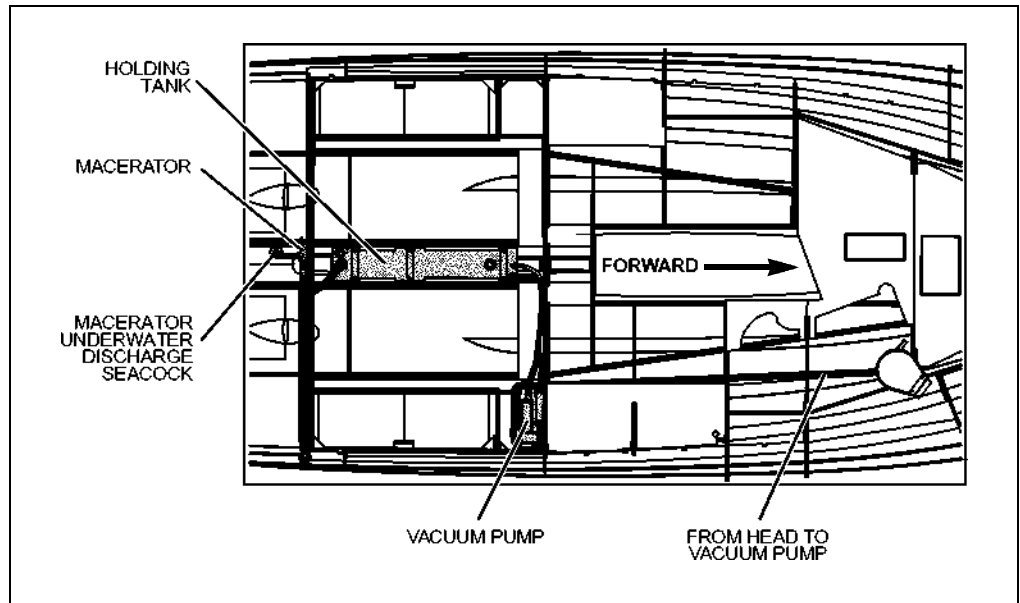 HOLDING
TANK
MACERATOR
FORWARD
MACERATOR
UNDERWATER
DISCHARGE
SEACOCK
VACUUM PUMP
FROM HEAD TO
VACUUM PUMP